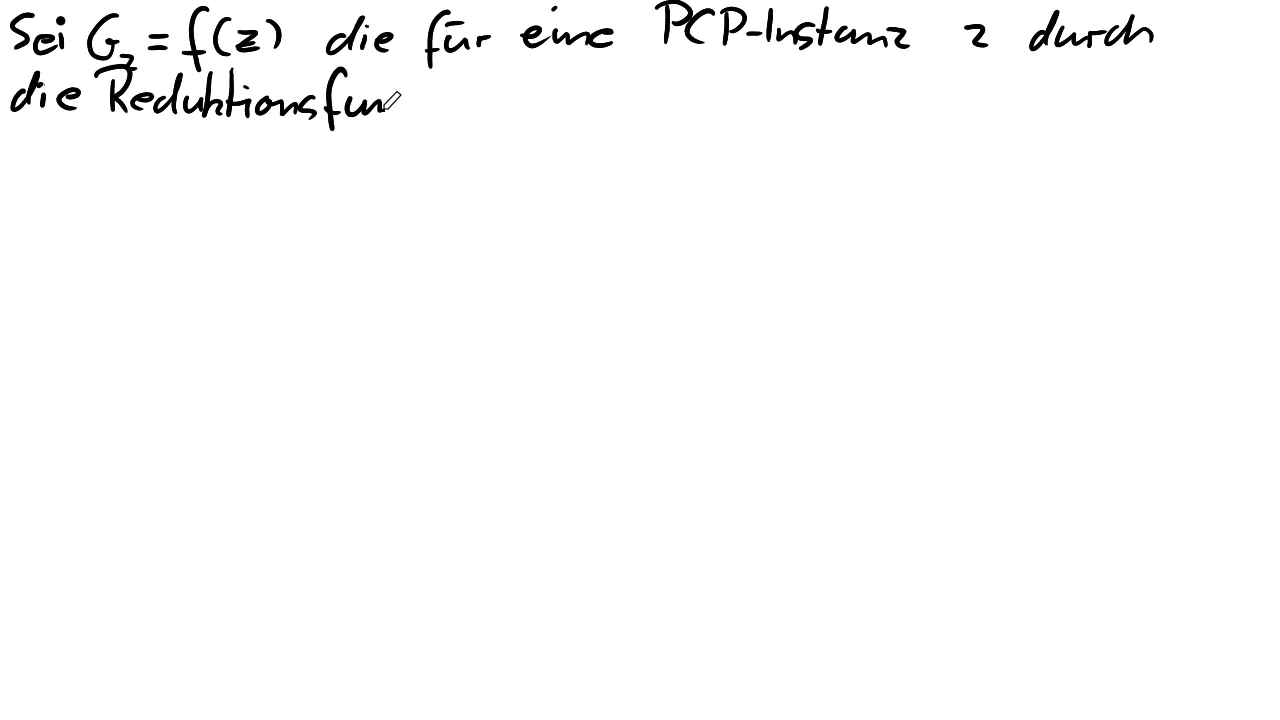 Sei G_z = f(z) die für eine PCP-Instanz z durch
die Reduktionsfun